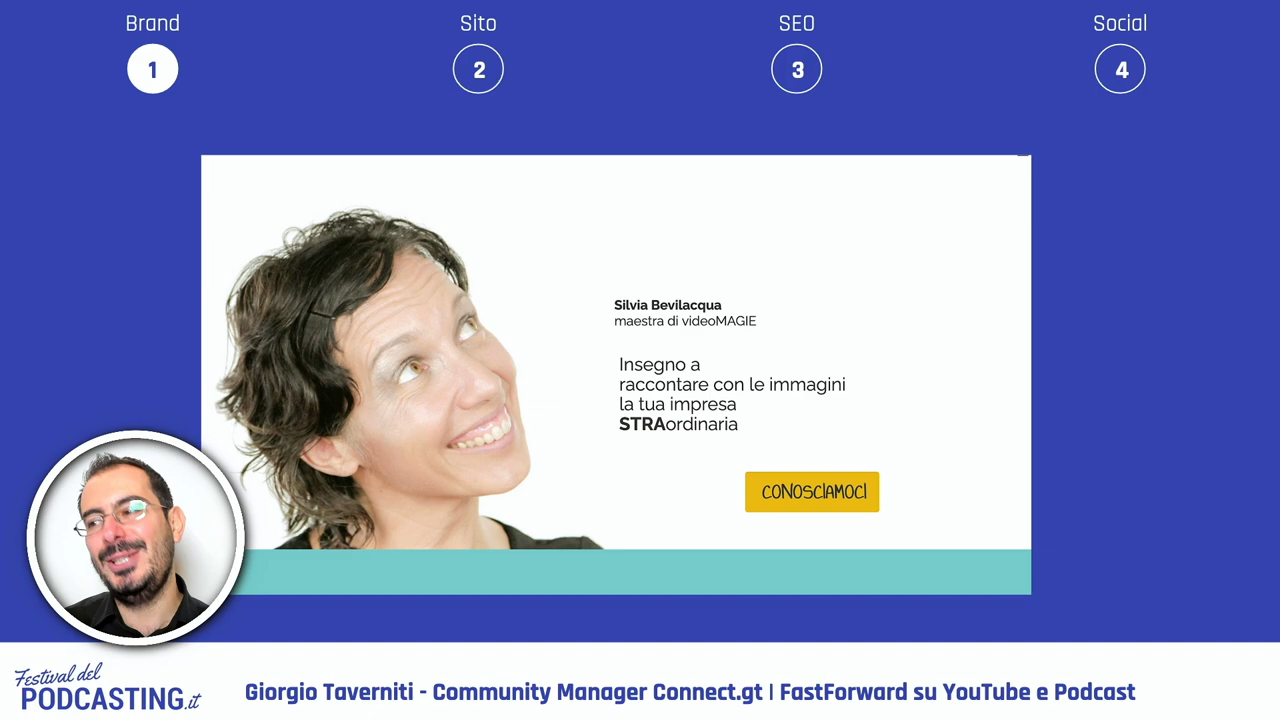 Brand
Sito
SEO
Social
1
2
3
4
Silvia Bevilacqua
maestra di videoMAGIE
Insegno a
raccontare con le immagini
la tua impresa
STRAordinaria
CONOSCIAMOCI
Festival del
PODCASTING.it
Giorgio Taverniti - Community Manager Connect.gt | FastForward su YouTube e Podcast